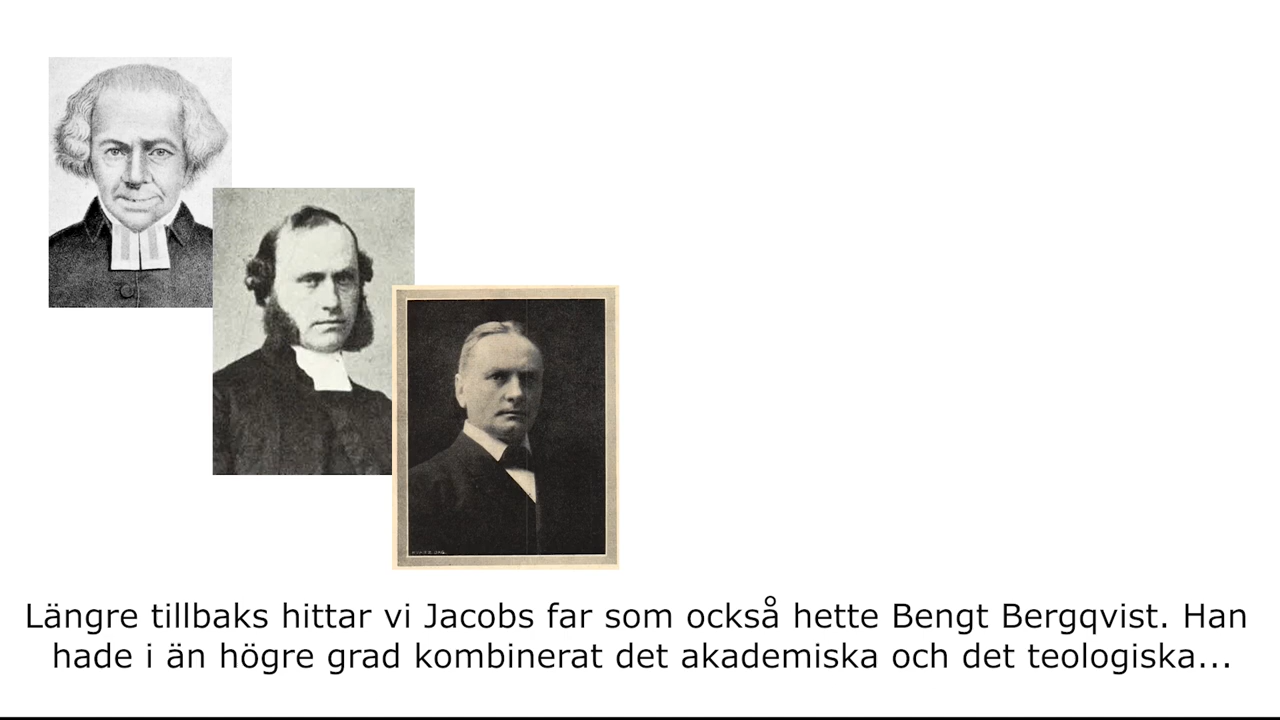 Längre tillbaks hittar vi Jacobs far som också hette Bengt Bergqvist. Han
hade i än högre grad kombinerat det akademiska och det teologiska...